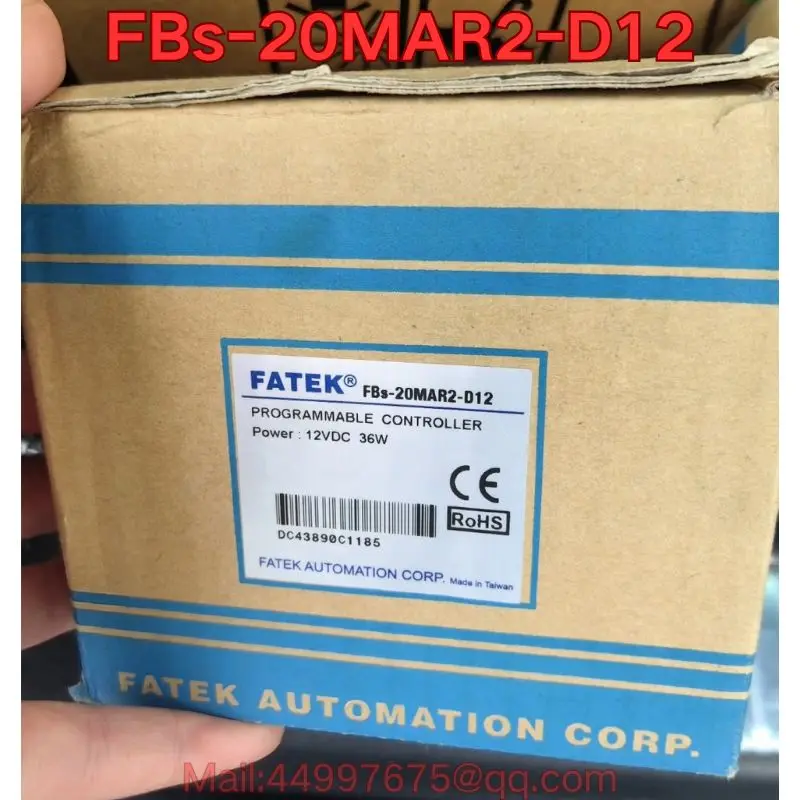 FBs-20MAR2-D12
FATEK® FBs-20MAR2-D12
PROGRAMMABLE CONTROLLER
Power : 12VDC 36W
CE
RoHS
DC43890C1185
FATEK AUTOMATION CORP. Made in Taiwan
FATEK AUTOMATION CORP.
Mail:44997675@qq.com